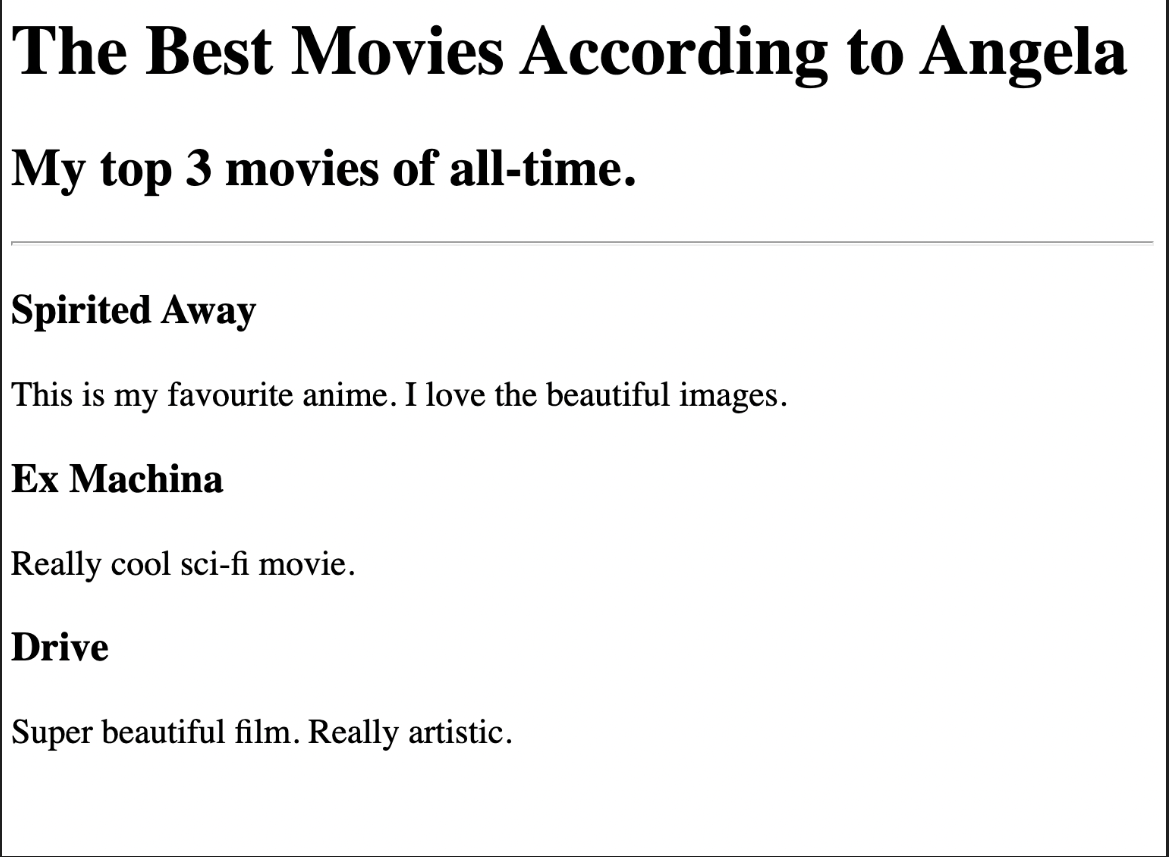 The Best Movies According to Angela
My top 3 movies of all-time.
Spirited Away
This is my favourite anime. I love the beautiful images.
Ex Machina
Really cool sci-fi movie.
Drive
Super beautiful film. Really artistic.